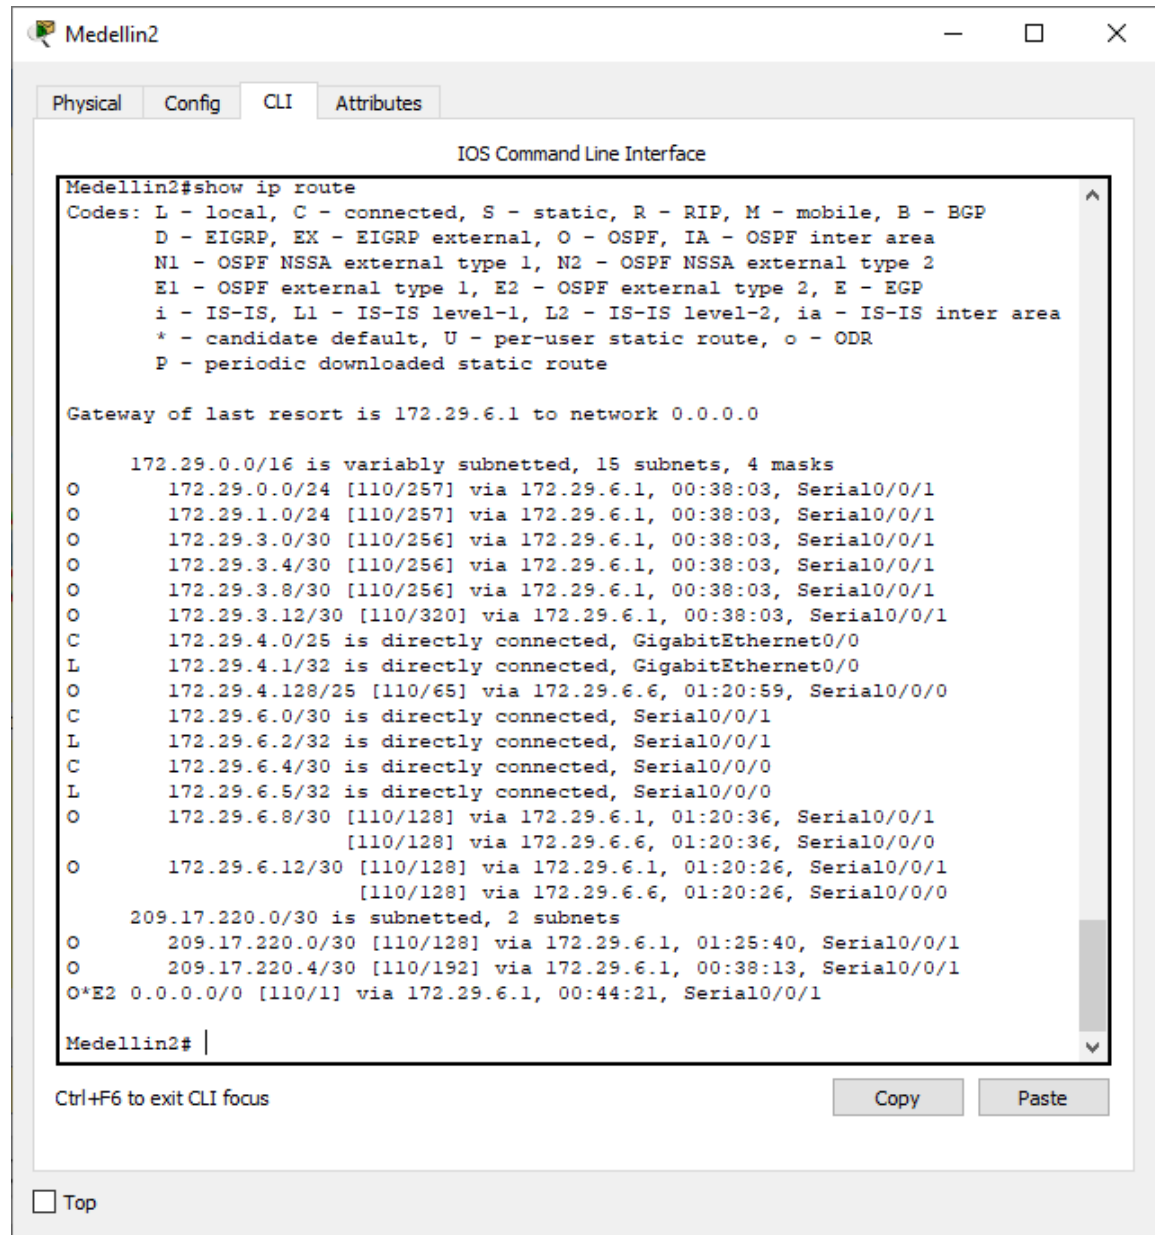 Medellin2
Physical Config CLI Attributes
IOS Command Line Interface
Medellin2#show ip route
Codes: L - local, C - connected, S - static, R - RIP, M - mobile, B - BGP
       D - EIGRP, EX - EIGRP external, O - OSPF, IA - OSPF inter area
       N1 - OSPF NSSA external type 1, N2 - OSPF NSSA external type 2
       E1 - OSPF external type 1, E2 - OSPF external type 2, E - EGP
       i - IS-IS, L1 - IS-IS level-1, L2 - IS-IS level-2, ia - IS-IS inter area
       * - candidate default, U - per-user static route, o - ODR
       P - periodic downloaded static route
Gateway of last resort is 172.29.6.1 to network 0.0.0.0
     172.29.0.0/16 is variably subnetted, 15 subnets, 4 masks
O       172.29.0.0/24 [110/257] via 172.29.6.1, 00:38:03, Serial0/0/1
O       172.29.1.0/24 [110/257] via 172.29.6.1, 00:38:03, Serial0/0/1
O       172.29.3.0/30 [110/256] via 172.29.6.1, 00:38:03, Serial0/0/1
O       172.29.3.4/30 [110/256] via 172.29.6.1, 00:38:03, Serial0/0/1
O       172.29.3.8/30 [110/256] via 172.29.6.1, 00:38:03, Serial0/0/1
O       172.29.3.12/30 [110/320] via 172.29.6.1, 00:38:03, Serial0/0/1
C       172.29.4.0/25 is directly connected, GigabitEthernet0/0
L       172.29.4.1/32 is directly connected, GigabitEthernet0/0
O       172.29.4.128/25 [110/65] via 172.29.6.6, 01:20:59, Serial0/0/0
C       172.29.6.0/30 is directly connected, Serial0/0/1
L       172.29.6.2/32 is directly connected, Serial0/0/1
C       172.29.6.4/30 is directly connected, Serial0/0/0
L       172.29.6.5/32 is directly connected, Serial0/0/0
O       172.29.6.8/30 [110/128] via 172.29.6.1, 01:20:36, Serial0/0/1
                      [110/128] via 172.29.6.6, 01:20:36, Serial0/0/0
O       172.29.6.12/30 [110/128] via 172.29.6.1, 01:20:26, Serial0/0/1
                       [110/128] via 172.29.6.6, 01:20:26, Serial0/0/0
     209.17.220.0/30 is subnetted, 2 subnets
O       209.17.220.0/30 [110/128] via 172.29.6.1, 01:25:40, Serial0/0/1
O       209.17.220.4/30 [110/192] via 172.29.6.1, 00:38:13, Serial0/0/1
O*E2 0.0.0.0/0 [110/1] via 172.29.6.1, 00:44:21, Serial0/0/1
Medellin2#
Ctrl+F6 to exit CLI focus Copy Paste
Top